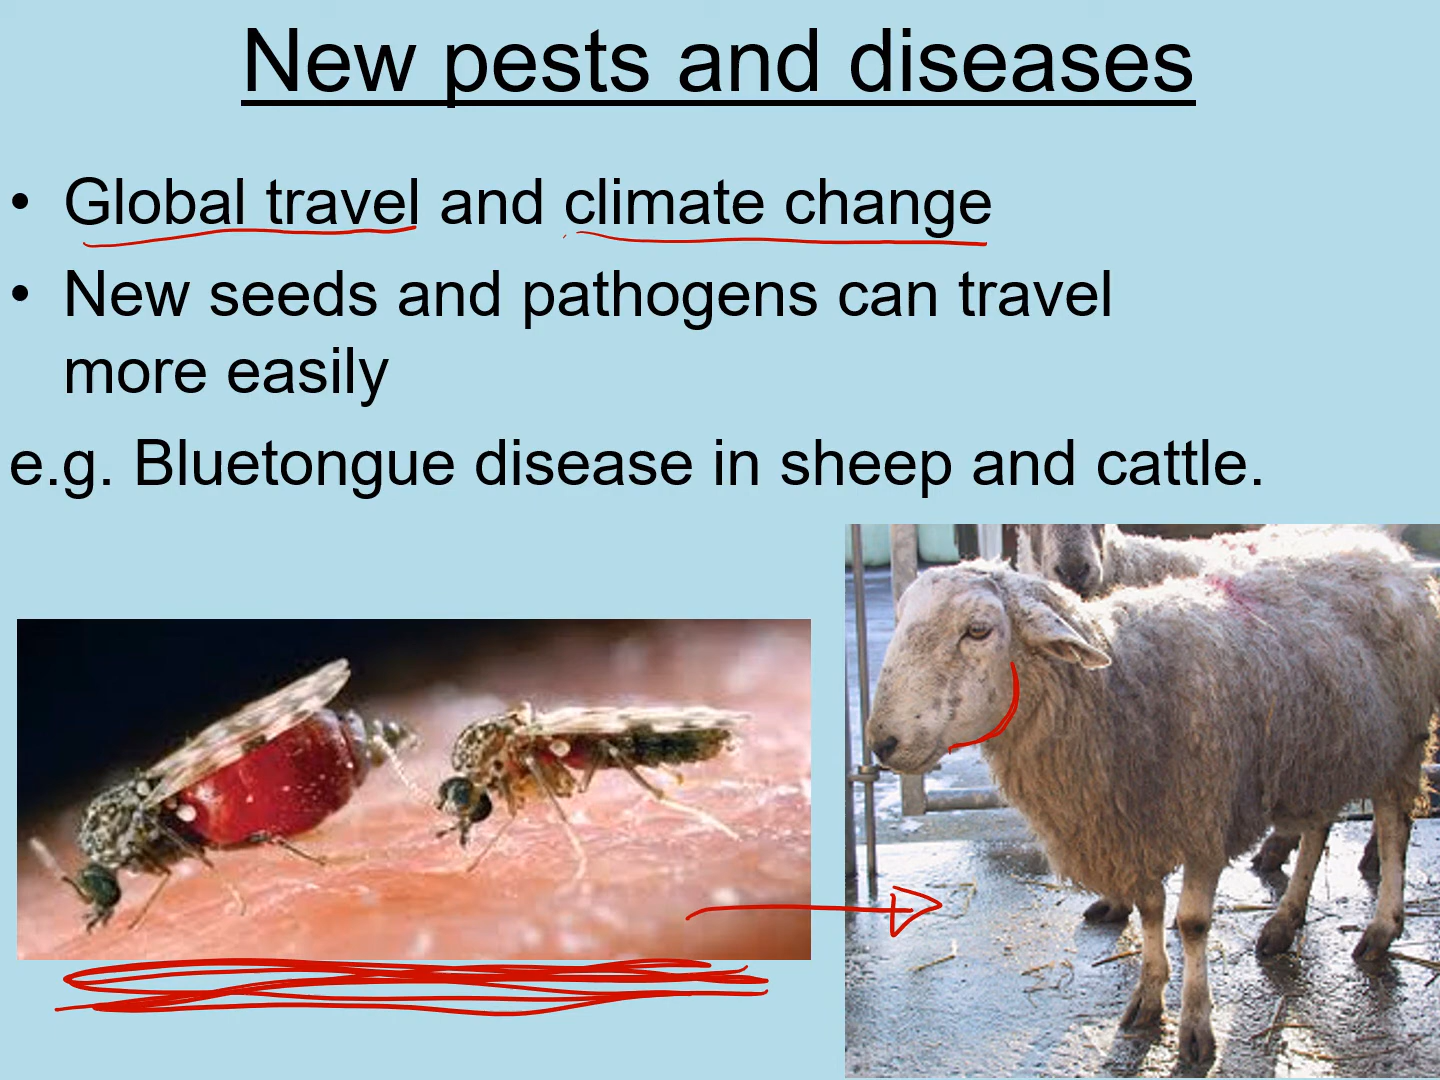 New pests and diseases
• Global travel and climate change
• New seeds and pathogens can travel
more easily
e.g. Bluetongue disease in sheep and cattle.